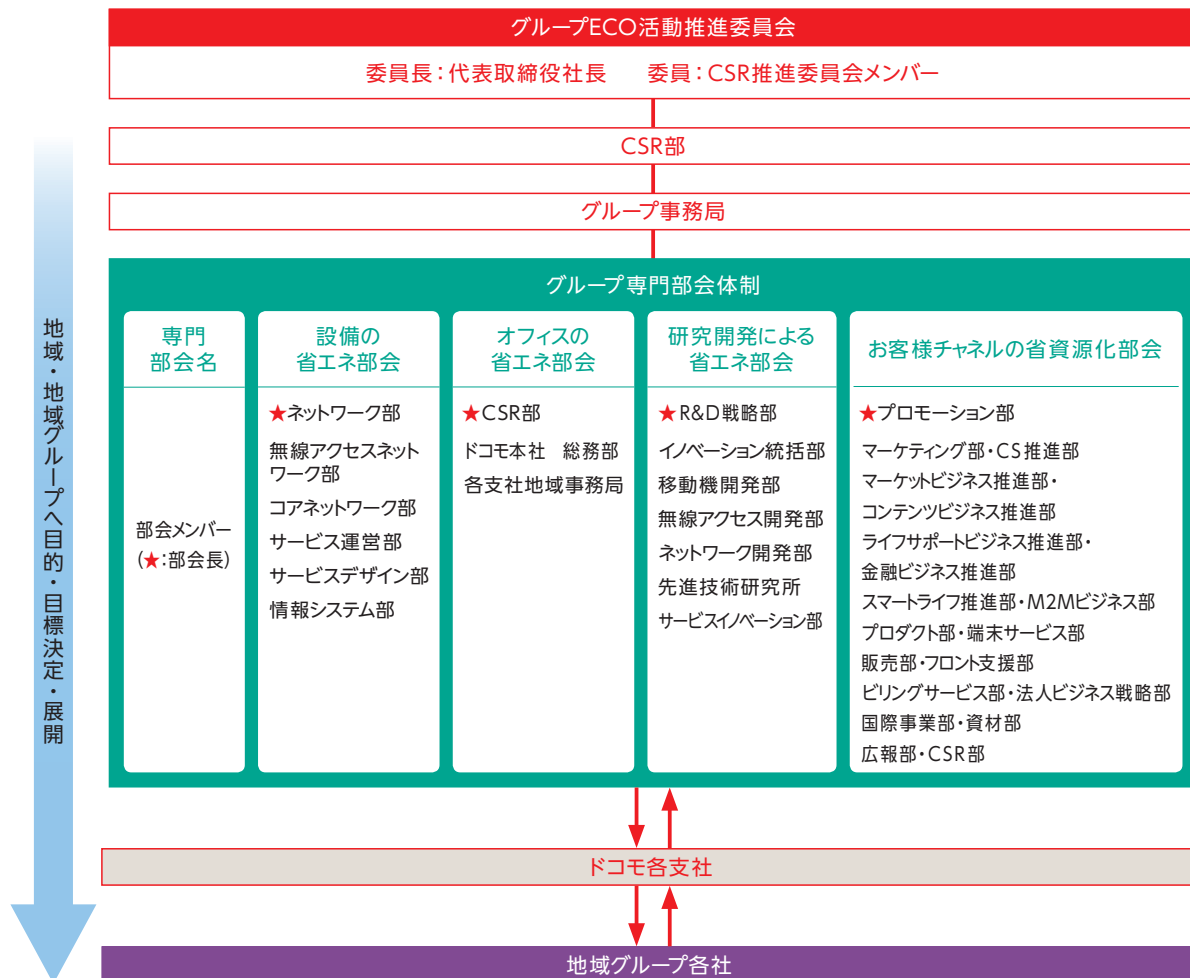 グループECO活動推進委員会
委員長：代表取締役社長　委員：CSR推進委員会メンバー
CSR部
グループ事務局
地域・地域グループへ目的・目標決定・展開
グループ専門部会体制
専門
部会名
部会メンバー
(★:部会長)
設備の
省エネ部会
★ネットワーク部
無線アクセスネット
ワーク部
コアネットワーク部
サービス運営部
サービスデザイン部
情報システム部
オフィスの
省エネ部会
★CSR部
ドコモ本社　総務部
各支社地域事務局
研究開発による
省エネ部会
★R&D戦略部
イノベーション統括部
移動機開発部
無線アクセス開発部
ネットワーク開発部
先進技術研究所
サービスイノベーション部
お客様チャネルの省資源化部会
★プロモーション部
マーケティング部・CS推進部
マーケットビジネス推進部・
コンテンツビジネス推進部
ライフサポートビジネス推進部・
金融ビジネス推進部
スマートライフ推進部・M2Mビジネス部
プロダクト部・端末サービス部
販売部・フロント支援部
ビリングサービス部・法人ビジネス戦略部
国際事業部・資材部
広報部・CSR部
ドコモ各支社
地域グループ各社